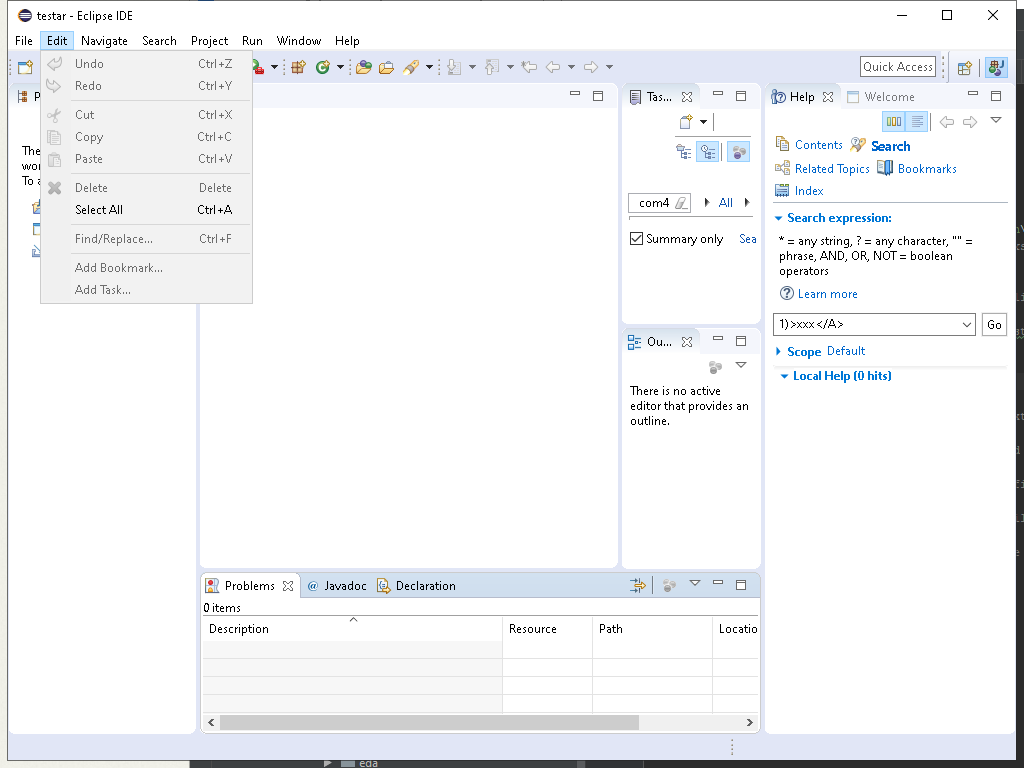 testar - Eclipse IDE
File Edit Navigate Search Project Run Window Help
Undo Ctrl+Z
Redo Ctrl+Y
Cut Ctrl+X
Copy Ctrl+C
Paste Ctrl+V
Delete Delete
Select All Ctrl+A
Find/Replace... Ctrl+F
Add Bookmark...
Add Task...
Quick Access
P
The
wor
To a
Tas...
com4 All
Summary only Sea
Ou...
There is no active
editor that provides an
outline.
Help Welcome
Contents Search
Related Topics Bookmarks
Index
Search expression:
* = any string, ? = any character, "" =
phrase, AND, OR, NOT = boolean
operators
Learn more
1)>xxx</A> Go
Scope Default
Local Help (0 hits)
Problems @ Javadoc Declaration
0 items
Description Resource Path Locatio
eda